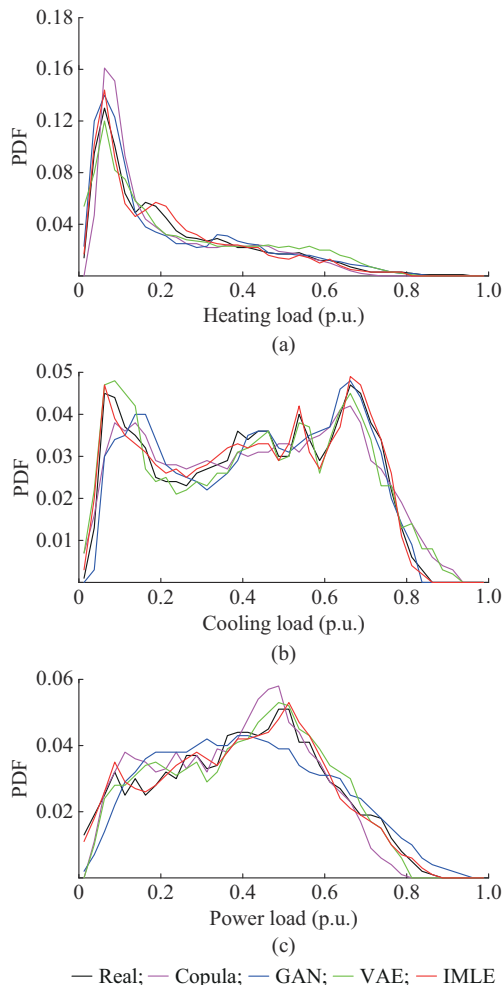 0.18
0.16
0.12
PDF
0.08
0.04
0 0.2 0.4 0.6 0.8 1.0
Heating load (p.u.)
(a)
0.05
0.04
0.03
PDF
0.02
0.01
0 0.2 0.4 0.6 0.8 1.0
Cooling load (p.u.)
(b)
0.06
0.04
PDF
0.02
0 0.2 0.4 0.6 0.8 1.0
Power load (p.u.)
(c)
Real; Copula; GAN; VAE; IMLE